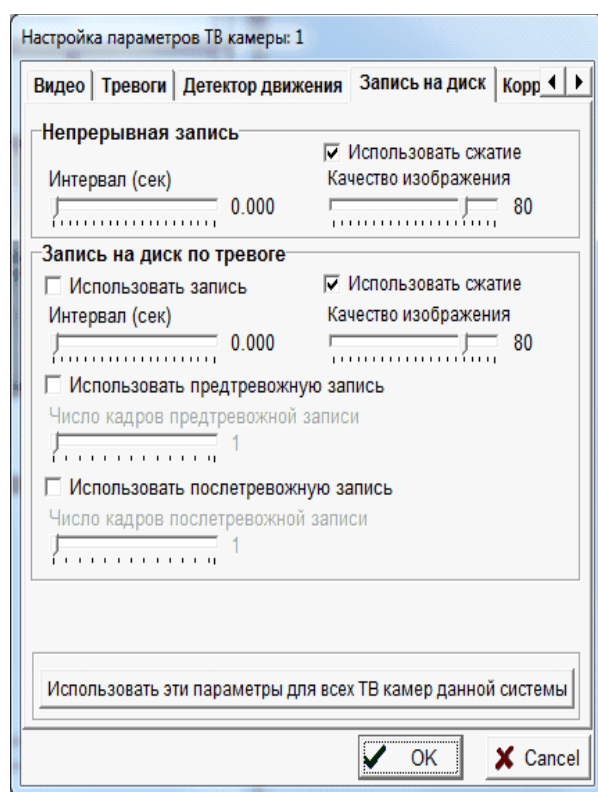 Настройка параметров ТВ камеры: 1
Видео Тревоги Детектор движения Запись на диск Корр
Непрерывная запись
Использовать сжатие
Интервал (сек) Качество изображения
0.000 80
Запись на диск по тревоге
Использовать запись Использовать сжатие
Интервал (сек) Качество изображения
0.000 80
Использовать предтревожную запись
Число кадров предтревожной записи
1
Использовать послетревожную запись
Число кадров послетревожной записи
1
Использовать эти параметры для всех ТВ камер данной системы
OK Cancel